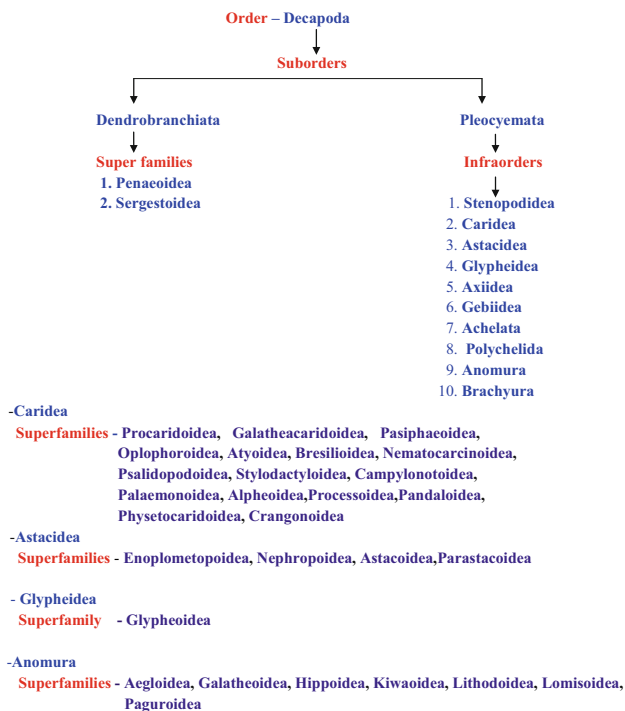 Order – Decapoda
Suborders
Dendrobranchiata
Super families
1. Penaeoidea
2. Sergestoidea
Pleocyemata
Infraorders
1. Stenopodidea
2. Caridea
3. Astacidea
4. Glypheidea
5. Axiidea
6. Gebiidea
7. Achelata
8. Polychelida
9. Anomura
10. Brachyura
-Caridea
Superfamilies - Procaridoidea, Galatheacaridoidea, Pasiphaeoidea,
Oplophoroidea, Atyoidea, Bresilioidea, Nematocarcinoidea,
Psalidopodoidea, Stylodactyloidea, Campylonotoidea,
Palaemonoidea, Alpheoidea,Processoidea,Pandaloidea,
Physetocaridoidea, Crangonoidea
-Astacidea
Superfamilies - Enoplometopoidea, Nephropoidea, Astacoidea,Parastacoidea
- Glypheidea
Superfamily - Glypheoidea
-Anomura
Superfamilies - Aegloidea, Galatheoidea, Hippoidea, Kiwaoidea, Lithodoidea, Lomisoidea,
Paguroidea